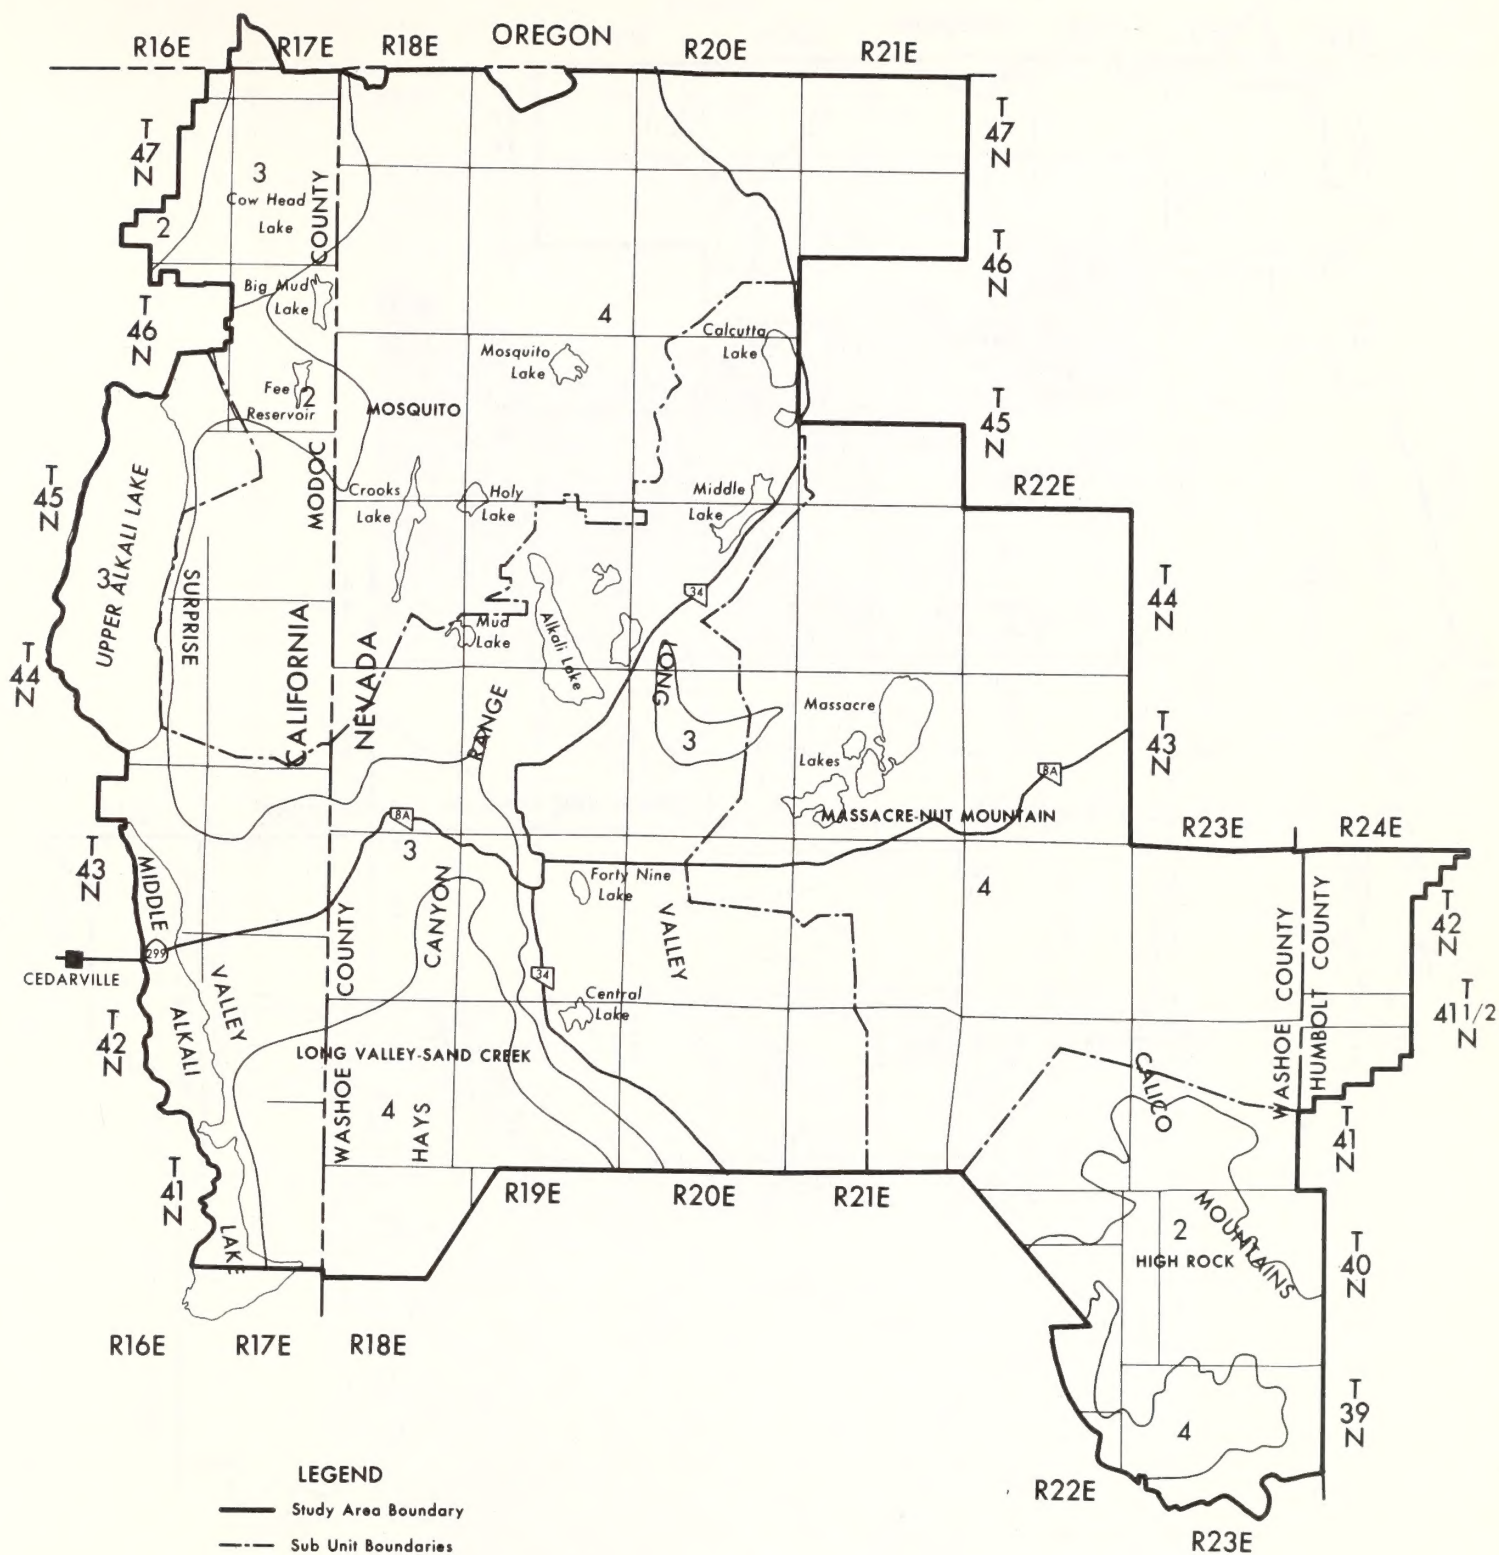 OREGON
R16E R17E R18E R20E R21E
T
47
N
T
47
N
3
Cow Head
Lake
2
COUNTY
T
46
N
T
46
N
Big Mud
Lake
4
Calcutta
Lake
Mosquito
Lake
Fee
2
Reservoir
MOSQUITO
T
45
N
T
45
N
MODOC
R22E
Crooks
Lake
Holy
Lake
Middle
Lake
UPPER ALKALI LAKE
3
SURPRISE
34
T
44
N
T
44
N
CALIFORNIA
NEVADA
Mud
Lake
Alkali Lake
LONG
RANGE
3
Massacre
Lakes
T
43
N
8A
MASSACRE-NUT MOUNTAIN
8A
3
R23E R24E
T
43
N
MIDDLE
Forty Nine
Lake
4
CANYON
COUNTY
VALLEY
WASHOE COUNTY
HUMBOLT COUNTY
T
42
N
299
CEDARVILLE
34
VALLEY
ALKALI
Central
Lake
T
41 1/2
N
T
42
N
LONG VALLEY-SAND CREEK
WASHOE
4
HAYS
CALICO
T
41
N
T
41
N
R19E R20E R21E
LAKE
MOUNTAINS
2
HIGH ROCK
T
40
N
R16E R17E R18E
T
39
N
4
LEGEND
Study Area Boundary
Sub Unit Boundaries
R22E
R23E